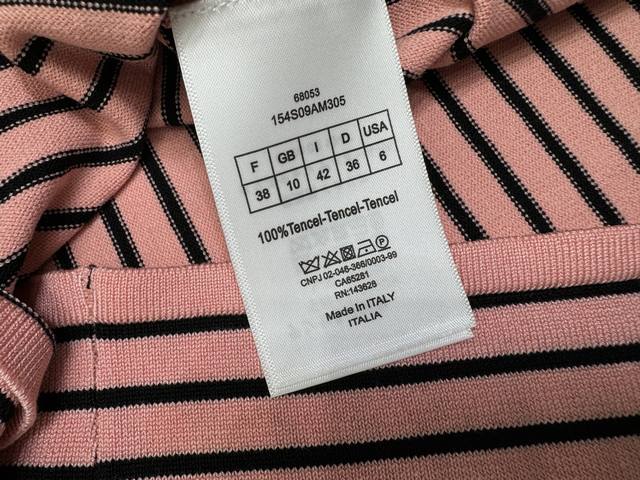 68053
154S09AM305
F GB I D USA
38 10 42 36 6
100%Tencel-Tencel-Tencel
CNPJ 02-046-366/0003-99
CA65281
RN:143628
Made In ITALY
ITALIA